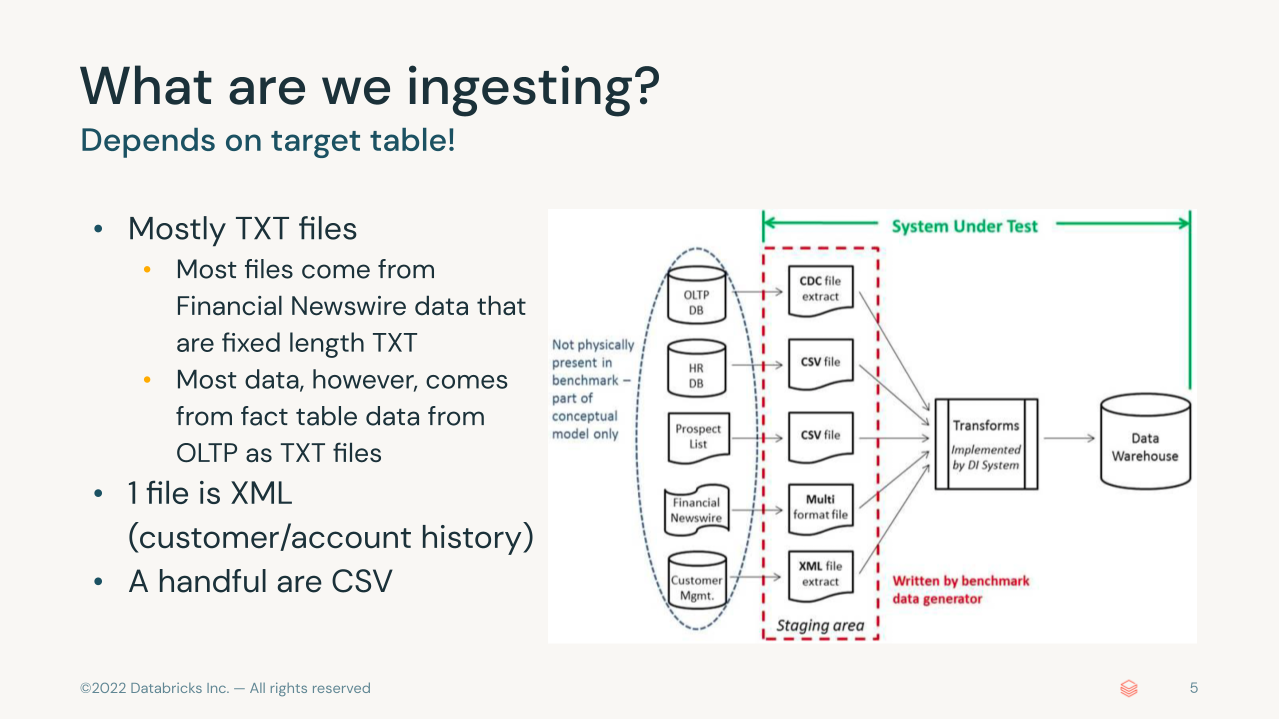 What are we ingesting?
Depends on target table!
• Mostly TXT files
• Most files come from
Financial Newswire data that
are fixed length TXT
• Most data, however, comes
from fact table data from
OLTP as TXT files
• 1 file is XML
(customer/account history)
• A handful are CSV
System Under Test
Not physically
present in
benchmark –
part of
conceptual
model only
OLTP
DB
HR
DB
Prospect
List
Financial
Newswire
Customer
Mgmt.
CDC file
extract
CSV file
CSV file
Multi
format file
XML file
extract
Staging area
Transforms
Implemented
by DI System
Data
Warehouse
Written by benchmark
data generator
©2022 Databricks Inc. — All rights reserved
5